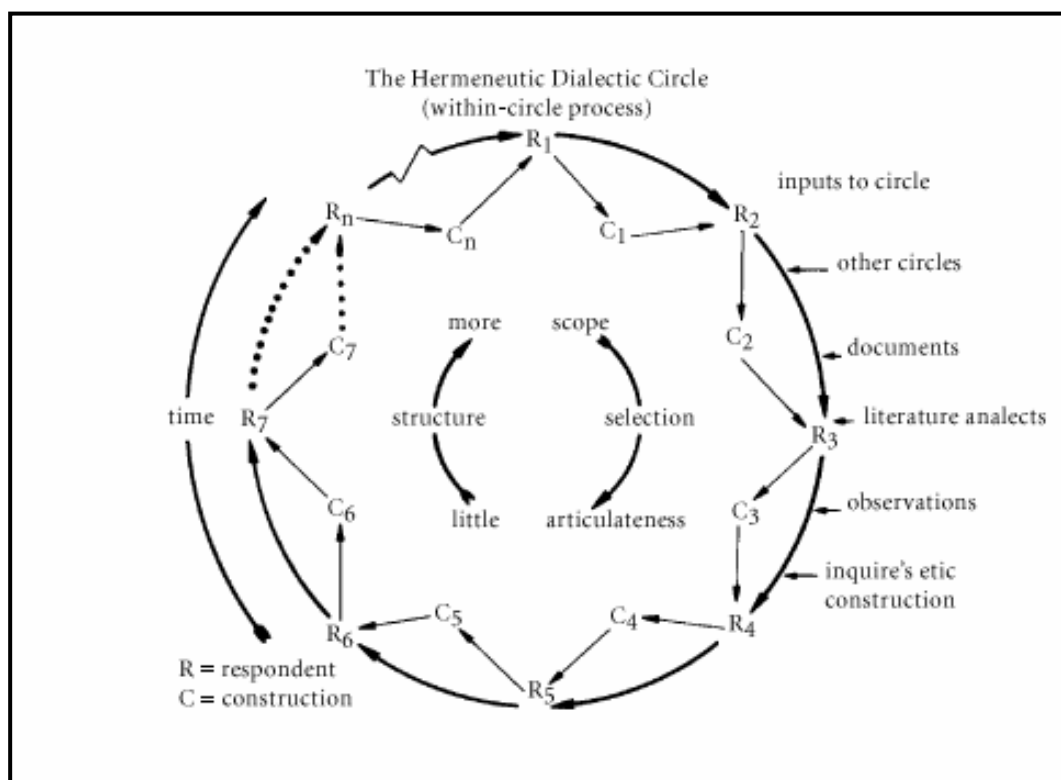 The Hermeneutic Dialectic Circle
(within-circle process)
R1
inputs to circle
R2
Rn
Cn
C1
other circles
more
scope
C7
C2
documents
time
R7
structure
selection
R3
literature analects
C6
little
articulateness
C3
observations
inquire's etic
construction
C5
C4
R4
R6
R5
R = respondent
C = construction